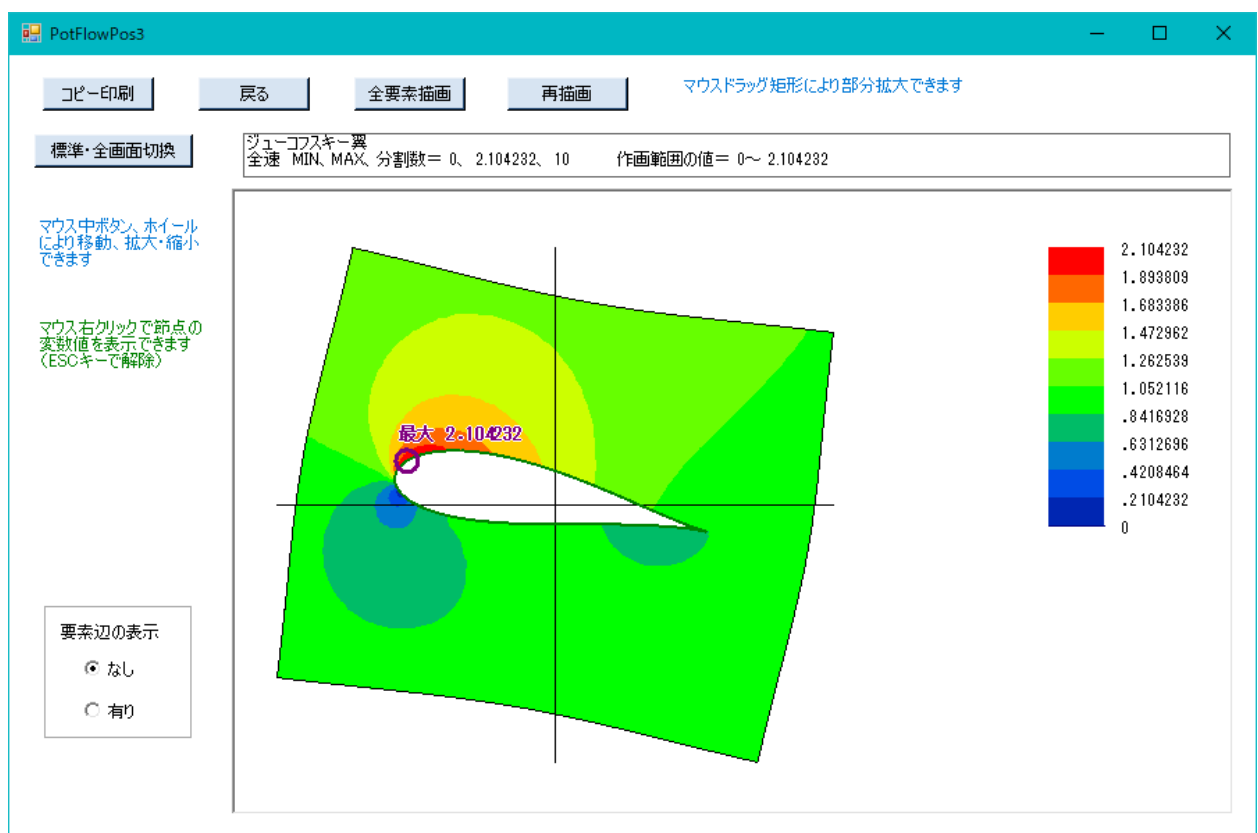 PotFlowPos3
コピー印刷
戻る
全要素描画
再描画
マウスドラッグ矩形により部分拡大できます
標準・全画面切換
ジューコフスキー翼
全速 MIN、MAX、分割数＝ 0、 2.104232、 10 作画範囲の値＝ 0～ 2.104232
マウス中ボタン、ホイール
により移動、拡大・縮小
できます
マウス右クリックで節点の
変数値を表示できます
（ESCキーで解除）
最大 2.104232
2.104232
1.893809
1.683386
1.472962
1.262539
1.052116
.8416928
.6312696
.4208464
.2104232
0
要素辺の表示
なし
有り